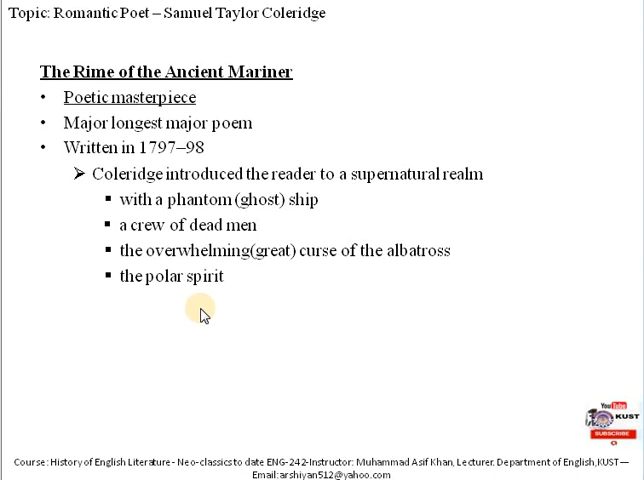 Topic: Romantic Poet – Samuel Taylor Coleridge
The Rime of the Ancient Mariner
• Poetic masterpiece
• Major longest major poem
• Written in 1797–98
➢ Coleridge introduced the reader to a supernatural realm
▪ with a phantom (ghost) ship
▪ a crew of dead men
▪ the overwhelming(great) curse of the albatross
▪ the polar spirit
YouTube
KUST
SUBSCRIBE
Course: History of English Literature - Neo-classics to date ENG-242-Instructor: Muhammad Asif Khan, Lecturer. Department of English,KUST—
Email:arshiyan512@yahoo.com